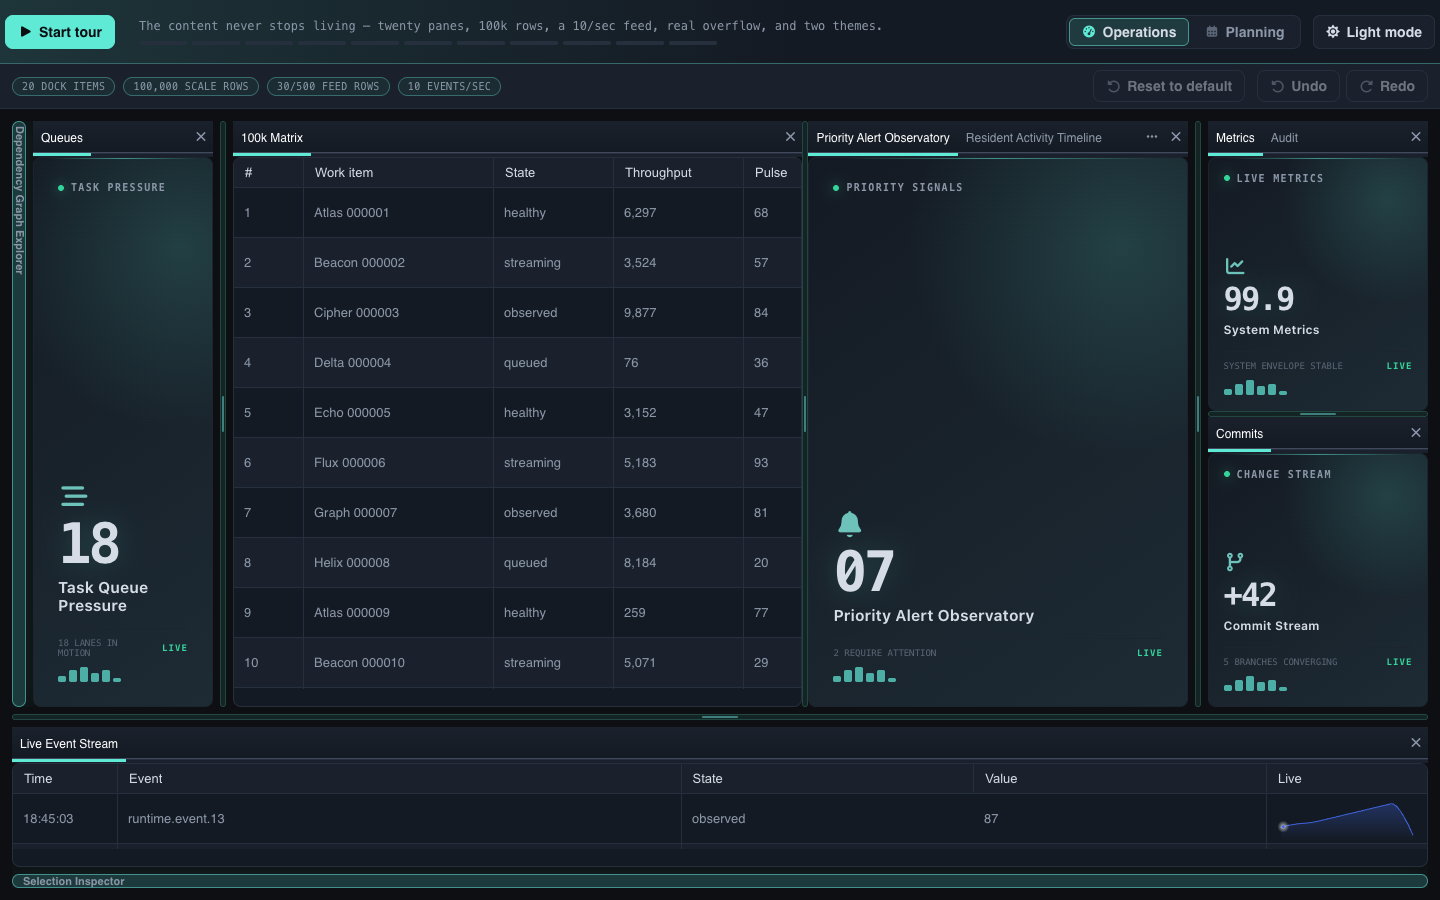 Start tour
The content never stops living — twenty panes, 100k rows, a 10/sec feed, real overflow, and two themes.
Operations
Planning
Light mode
20 DOCK ITEMS
100,000 SCALE ROWS
30/500 FEED ROWS
10 EVENTS/SEC
Reset to default
Undo
Redo
Dependency Graph Explorer
Queues
TASK PRESSURE
18
Task Queue
Pressure
18 LANES IN
MOTION
LIVE
100k Matrix
# Work item State Throughput Pulse
1 Atlas 000001 healthy 6,297 68
2 Beacon 000002 streaming 3,524 57
3 Cipher 000003 observed 9,877 84
4 Delta 000004 queued 76 36
5 Echo 000005 healthy 3,152 47
6 Flux 000006 streaming 5,183 93
7 Graph 000007 observed 3,680 81
8 Helix 000008 queued 8,184 20
9 Atlas 000009 healthy 259 77
10 Beacon 000010 streaming 5,071 29
Priority Alert Observatory
Resident Activity Timeline
PRIORITY SIGNALS
07
Priority Alert Observatory
2 REQUIRE ATTENTION
LIVE
Metrics
Audit
LIVE METRICS
99.9
System Metrics
SYSTEM ENVELOPE STABLE
LIVE
Commits
CHANGE STREAM
+42
Commit Stream
5 BRANCHES CONVERGING
LIVE
Live Event Stream
Time Event State Value Live
18:45:03 runtime.event.13 observed 87
Selection Inspector